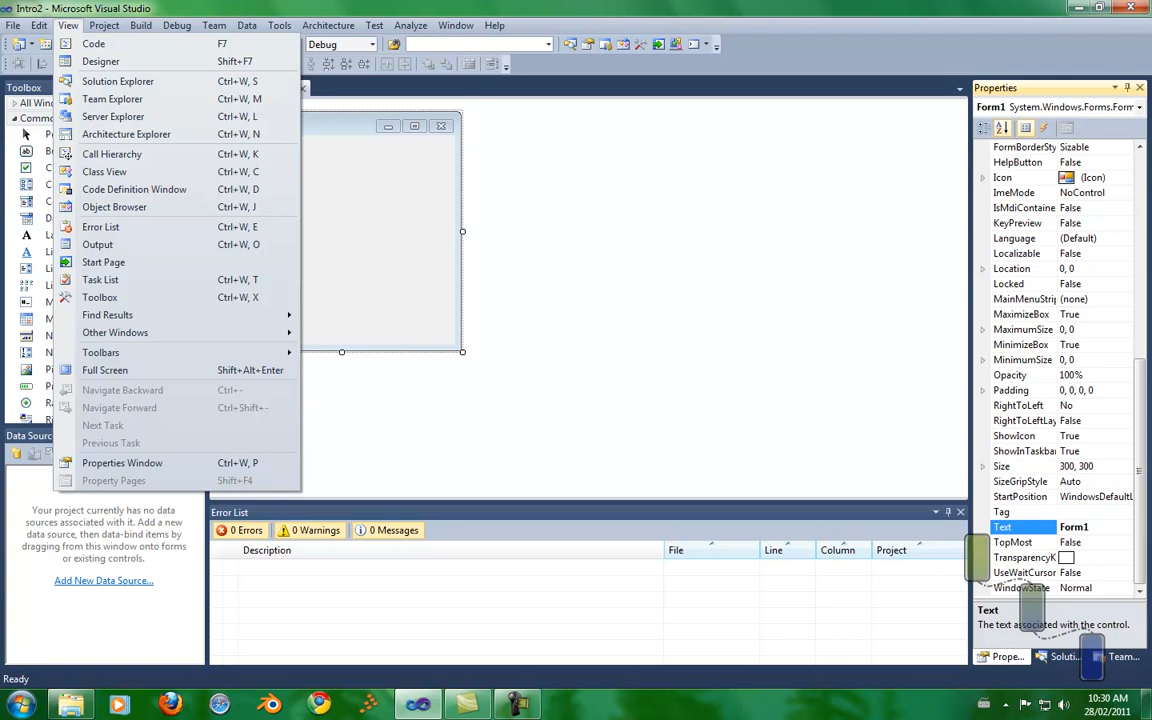 Intro2 - Microsoft Visual Studio
File Edit View Project Build Debug Team Data Tools Architecture Test Analyze Window Help
Debug
Toolbox
All Win
Comm
Data Sourc
Code F7
Designer Shift+F7
Solution Explorer Ctrl+W, S
Team Explorer Ctrl+W, M
Server Explorer Ctrl+W, L
Architecture Explorer Ctrl+W, N
Call Hierarchy Ctrl+W, K
Class View Ctrl+W, C
Code Definition Window Ctrl+W, D
Object Browser Ctrl+W, J
Error List Ctrl+W, E
Output Ctrl+W, O
Start Page
Task List Ctrl+W, T
Toolbox Ctrl+W, X
Find Results
Other Windows
Toolbars
Full Screen Shift+Alt+Enter
Navigate Backward Ctrl+-
Navigate Forward Ctrl+Shift+-
Next Task
Previous Task
Properties Window Ctrl+W, P
Property Pages Shift+F4
Your project currently has no data
sources associated with it. Add a new
data source, then data-bind items by
dragging from this window onto forms
or existing controls.
Add New Data Source...
Error List
0 Errors 0 Warnings 0 Messages
Description File Line Column Project
Properties
Form1 System.Windows.Forms.Form
FormBorderSty Sizable
HelpButton False
Icon (Icon)
ImeMode NoControl
IsMdiContaine False
KeyPreview False
Language (Default)
Localizable False
Location 0, 0
Locked False
MainMenuStrip (none)
MaximizeBox True
MaximumSize 0, 0
MinimizeBox True
MinimumSize 0, 0
Opacity 100%
Padding 0, 0, 0, 0
RightToLeft No
RightToLeftLay False
ShowIcon True
ShowInTaskbar True
Size 300, 300
SizeGripStyle Auto
StartPosition WindowsDefaultL
Tag
Text Form1
TopMost False
TransparencyK
UseWaitCursor False
WindowState Normal
Text
The text associated with the control.
Prope... Soluti... Team...
Ready
10:30 AM
28/02/2011